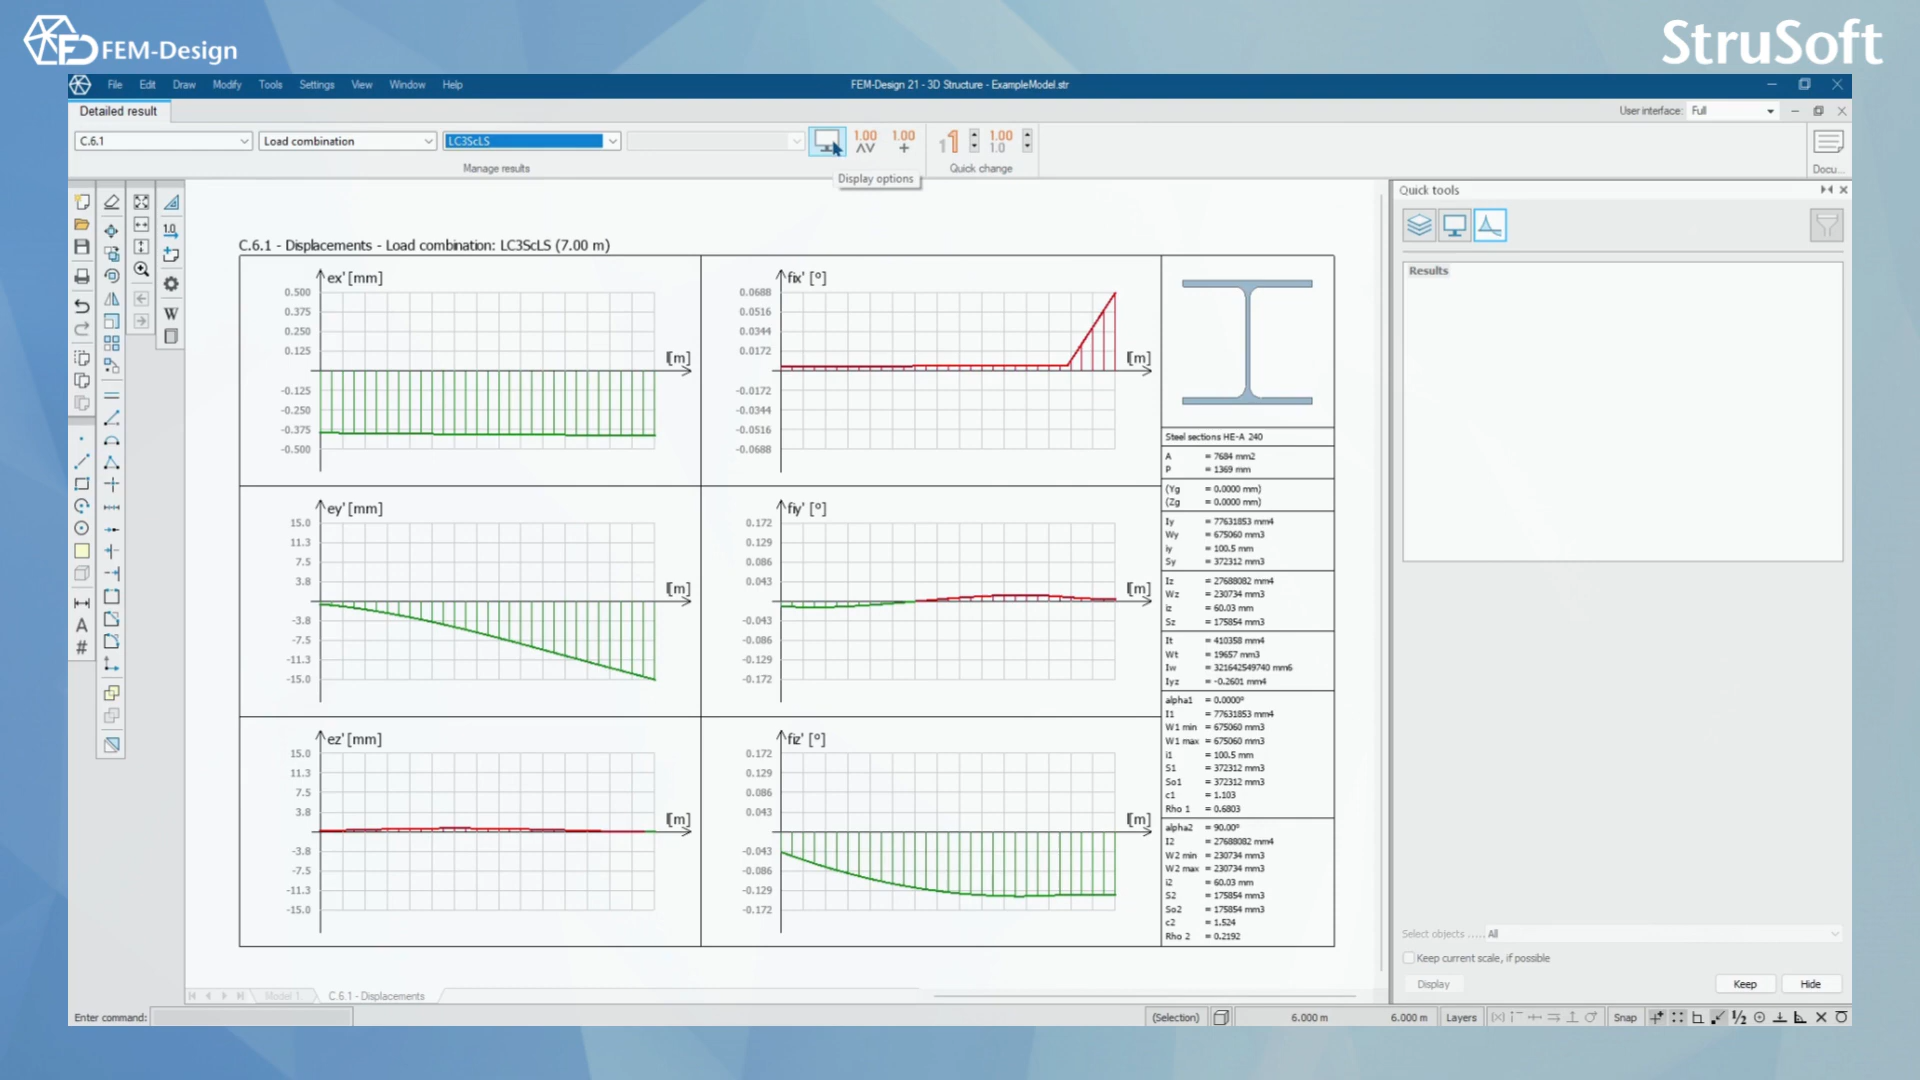 FEM-Design
StruSoft
File Edit Draw Modify Tools Settings View Window Help
FEM-Design 21 - 3D Structure - ExampleModel.str
Detailed result
User interface: Full
C.6.1 Load combination LC3ScLS
1.00 1.00 1 1.00 1.0
Manage results
Quick change
Docu...
Display options
Quick tools
Results
C.6.1 - Displacements - Load combination: LC3ScLS (7.00 m)
ex' [mm]
0.500
0.375
0.250
0.125
l[m]
-0.125
-0.250
-0.375
-0.500
fix' [°]
0.0688
0.0516
0.0344
0.0172
l[m]
-0.0172
-0.0344
-0.0516
-0.0688
ey' [mm]
15.0
11.3
7.5
3.8
l[m]
-3.8
-7.5
-11.3
-15.0
fiy' [°]
0.172
0.129
0.086
0.043
l[m]
-0.043
-0.086
-0.129
-0.172
ez' [mm]
15.0
11.3
7.5
3.8
l[m]
-3.8
-7.5
-11.3
-15.0
fiz' [°]
0.172
0.129
0.086
0.043
l[m]
-0.043
-0.086
-0.129
-0.172
Steel sections HE-A 240
A = 7684 mm2
P = 1369 mm
(Yg = 0.0000 mm)
(Zg = 0.0000 mm)
Iy = 77631853 mm4
Wy = 675060 mm3
iy = 100.5 mm
Sy = 372312 mm3
Iz = 27688082 mm4
Wz = 230734 mm3
iz = 60.03 mm
Sz = 175854 mm3
It = 410358 mm4
Wt = 19657 mm3
Iw = 321642549740 mm6
Iyz = -0.2601 mm4
alpha1 = 0.0000°
I1 = 77631853 mm4
W1 min = 675060 mm3
W1 max = 675060 mm3
i1 = 100.5 mm
S1 = 372312 mm3
So1 = 372312 mm3
c1 = 1.103
Rho 1 = 0.6803
alpha2 = 90.00°
I2 = 27688082 mm4
W2 min = 230734 mm3
W2 max = 230734 mm3
i2 = 60.03 mm
S2 = 175854 mm3
So2 = 175854 mm3
c2 = 1.524
Rho 2 = 0.2192
Select objects ..... All
Keep current scale, if possible
Display Keep Hide
Model 1 C.6.1 - Displacements
Enter command:
(Selection) 6.000 m 6.000 m Layers Snap